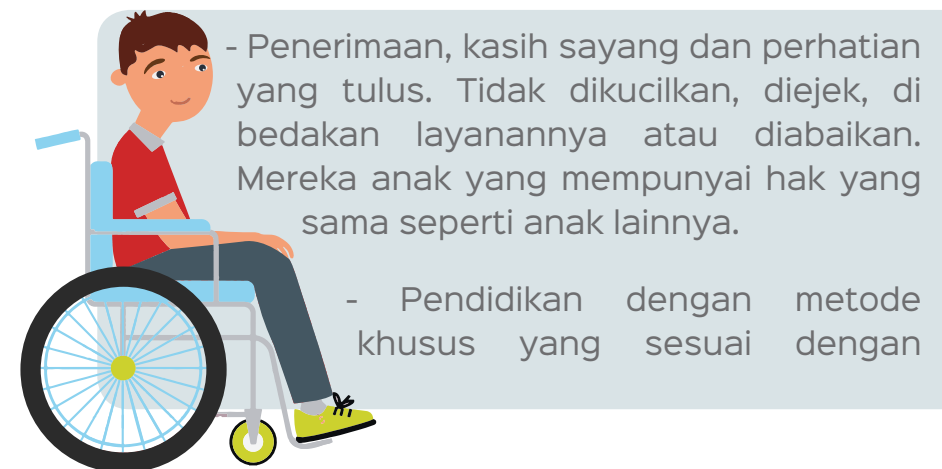 - Penerimaan, kasih sayang dan perhatian
yang tulus. Tidak dikucilkan, diejek, di
bedakan layanannya atau diabaikan.
Mereka anak yang mempunyai hak yang
sama seperti anak lainnya.
- Pendidikan dengan metode
khusus yang sesuai dengan